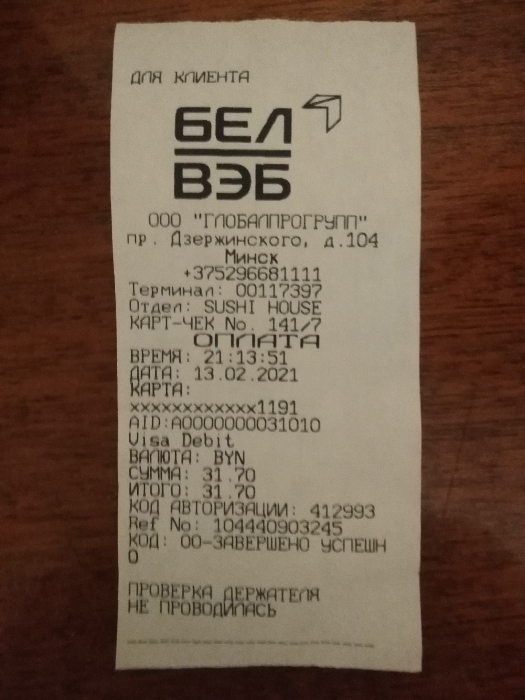 ДЛЯ КЛИЕНТА
БЕЛ
ВЭБ
ООО "ГЛОБАЛПРОГРУПП"
пр. Дзержинского, д.104
Минск
+375296681111
Терминал: 00117397
Отдел: SUSHI HOUSE
КАРТ-ЧЕК No. 141/7
ОПЛАТА
ВРЕМЯ: 21:13:51
ДАТА: 13.02.2021
КАРТА:
xxxxxxxxxxxx1191
AID:A0000000031010
Visa Debit
ВАЛЮТА: BYN
СУММА: 31.70
ИТОГО: 31.70
КОД АВТОРИЗАЦИИ: 412993
Ref No: 104440903245
КОД: 00-ЗАВЕРШЕНО УСПЕШН
О
ПРОВЕРКА ДЕРЖАТЕЛЯ
НЕ ПРОВОДИЛАСЬ